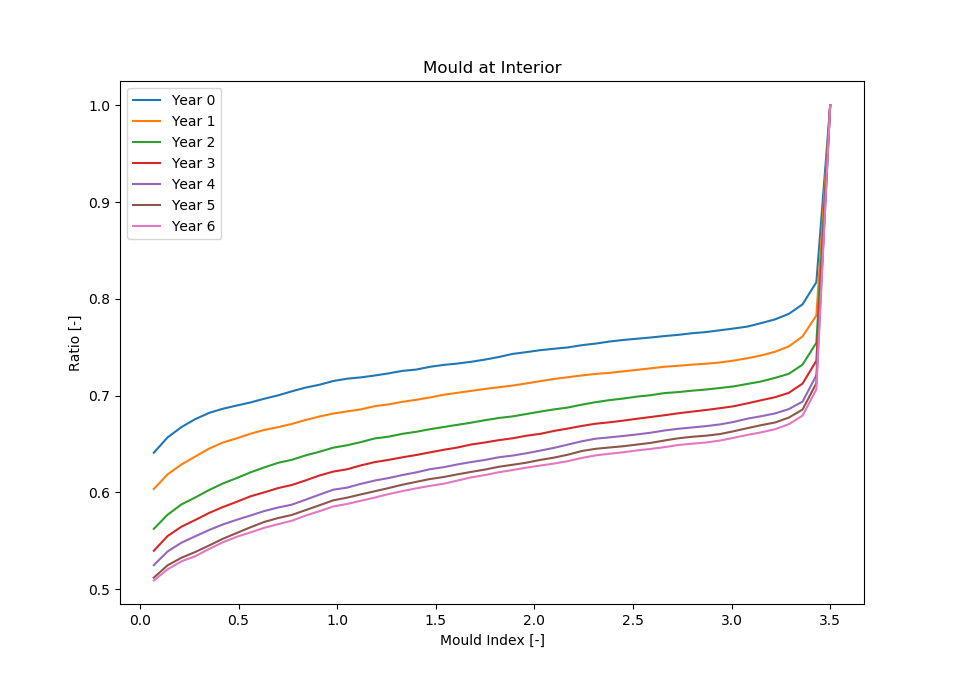 Mould at Interior
Year 0
Year 1
Year 2
Year 3
Year 4
Year 5
Year 6
1.0
0.9
0.8
0.7
0.6
0.5
Ratio [-]
0.0 0.5 1.0 1.5 2.0 2.5 3.0 3.5
Mould Index [-]